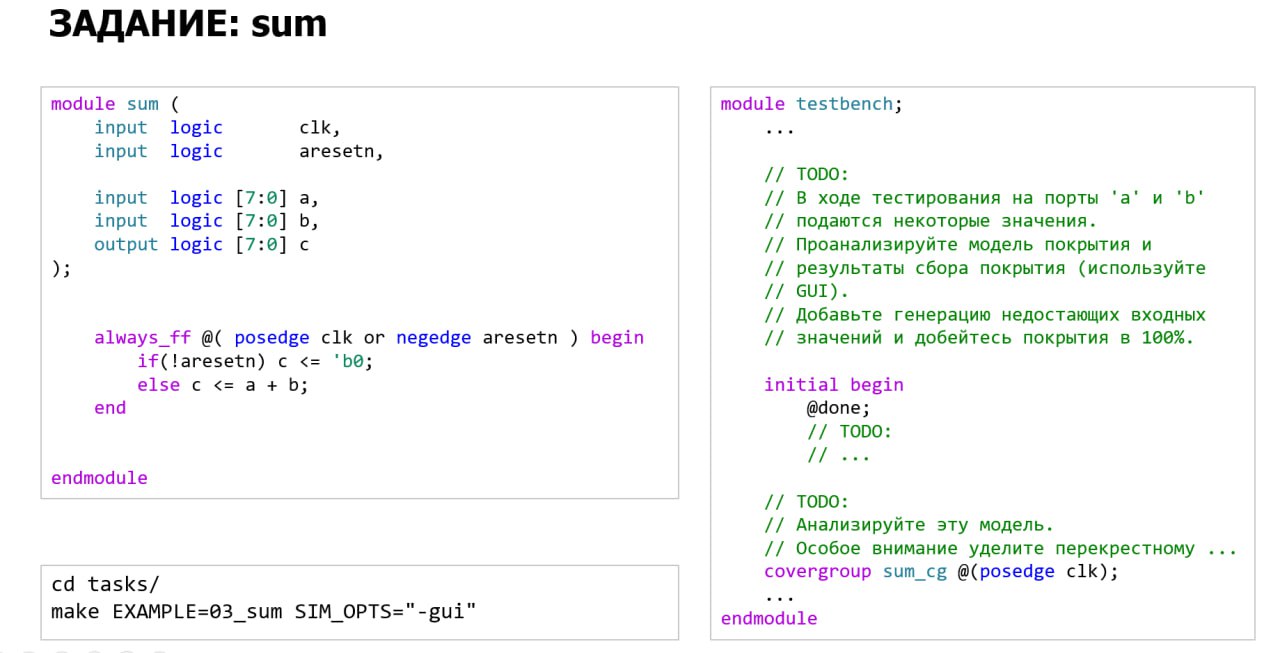 ЗАДАНИЕ: sum
module sum (
    input  logic       clk,
    input  logic       aresetn,

    input  logic [7:0] a,
    input  logic [7:0] b,
    output logic [7:0] c
);

    always_ff @( posedge clk or negedge aresetn ) begin
        if(!aresetn) c <= 'b0;
        else c <= a + b;
    end

endmodule
cd tasks/
make EXAMPLE=03_sum SIM_OPTS="-gui"
module testbench;
    ...

    // TODO:
    // В ходе тестирования на порты 'a' и 'b'
    // подаются некоторые значения.
    // Проанализируйте модель покрытия и
    // результаты сбора покрытия (используйте
    // GUI).
    // Добавьте генерацию недостающих входных
    // значений и добейтесь покрытия в 100%.

    initial begin
        @done;
        // TODO:
        // ...

    // TODO:
    // Анализируйте эту модель.
    // Особое внимание уделите перекрестному ...
    covergroup sum_cg @(posedge clk);
    ...
endmodule